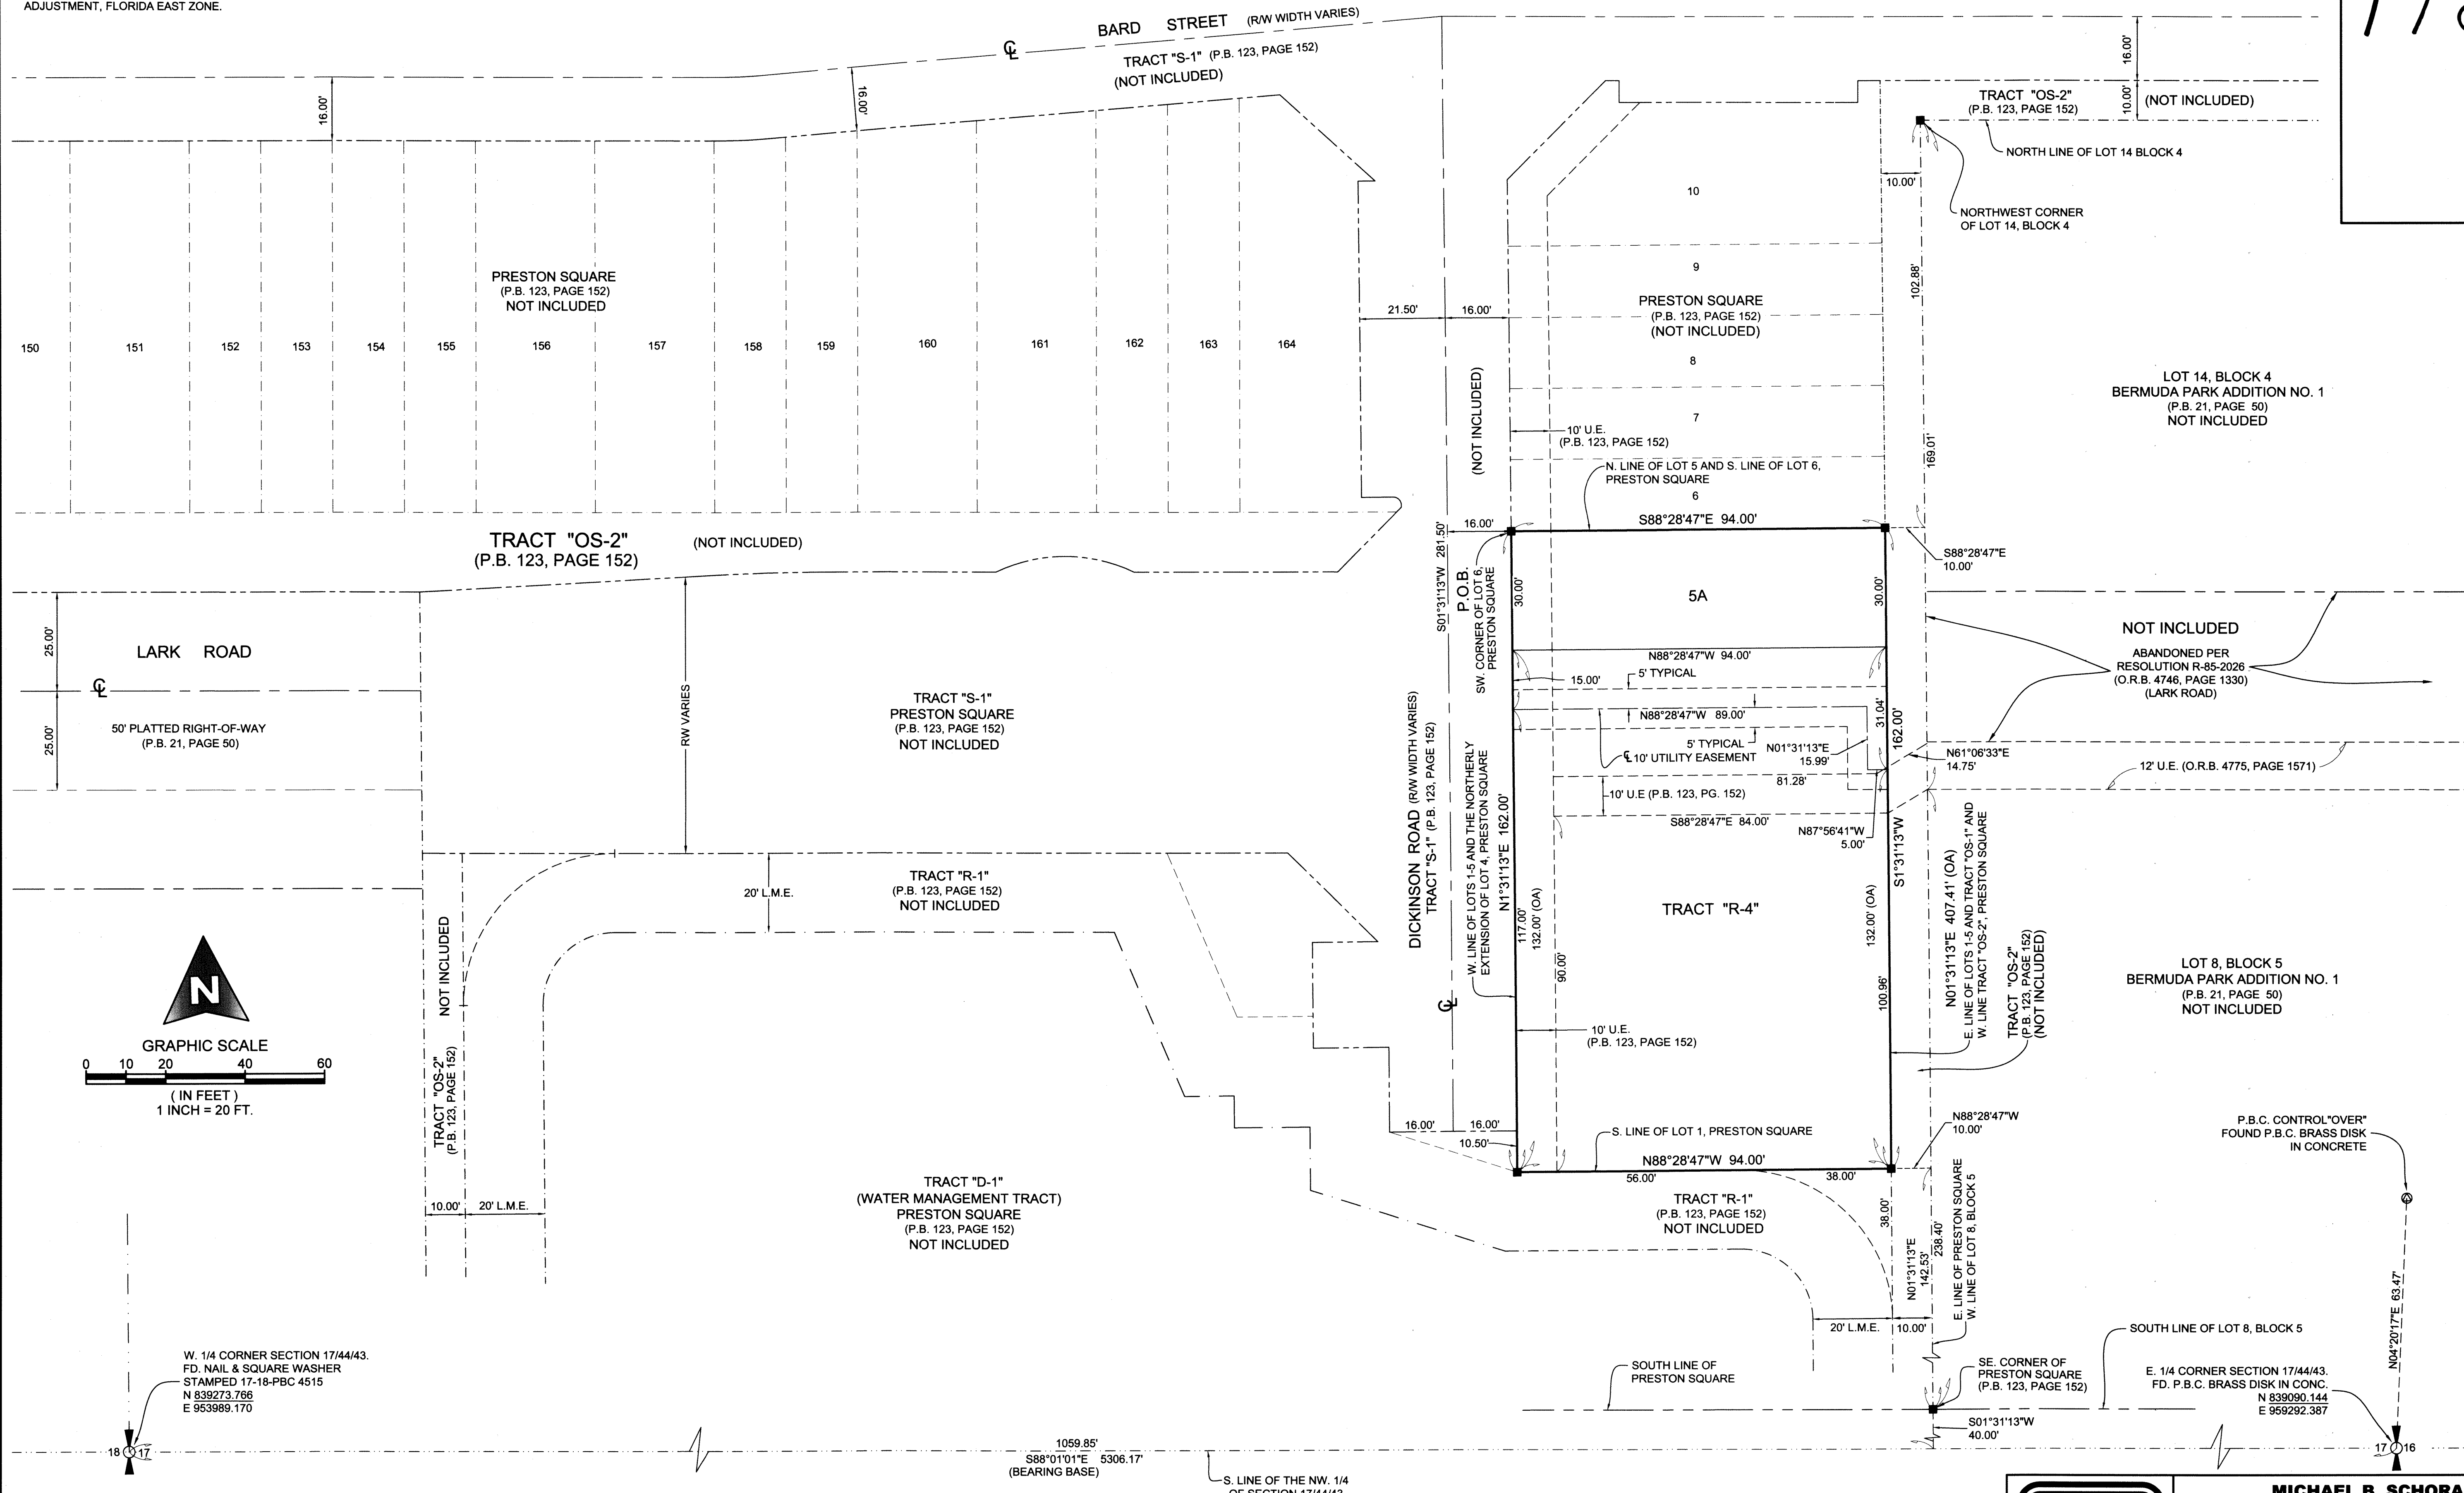 ADJUSTMENT, FLORIDA EAST ZONE.
BARD STREET (R/W WIDTH VARIES)
TRACT "S-1" (P.B. 123, PAGE 152)
(NOT INCLUDED)
16.00'
16.00'
16.00'
10.00'
TRACT "OS-2"
(P.B. 123, PAGE 152)
(NOT INCLUDED)
NORTH LINE OF LOT 14 BLOCK 4
10.00'
NORTHWEST CORNER
OF LOT 14, BLOCK 4
102.88'
169.01'
PRESTON SQUARE
(P.B. 123, PAGE 152)
NOT INCLUDED
150
151
152
153
154
155
156
157
158
159
160
161
162
163
164
21.50'
16.00'
(NOT INCLUDED)
10
9
PRESTON SQUARE
(P.B. 123, PAGE 152)
(NOT INCLUDED)
8
7
10' U.E.
(P.B. 123, PAGE 152)
N. LINE OF LOT 5 AND S. LINE OF LOT 6,
PRESTON SQUARE
6
S88°28'47"E 94.00'
LOT 14, BLOCK 4
BERMUDA PARK ADDITION NO. 1
(P.B. 21, PAGE 50)
NOT INCLUDED
TRACT "OS-2"
(P.B. 123, PAGE 152)
(NOT INCLUDED)
S01°31'13"W 281.50'
16.00'
P.O.B.
SW. CORNER OF LOT 6,
PRESTON SQUARE
30.00'
5A
30.00'
S88°28'47"E
10.00'
LARK ROAD
25.00'
25.00'
℄
50' PLATTED RIGHT-OF-WAY
(P.B. 21, PAGE 50)
RW VARIES
TRACT "S-1"
PRESTON SQUARE
(P.B. 123, PAGE 152)
NOT INCLUDED
NOT INCLUDED
ABANDONED PER
RESOLUTION R-85-2026
(O.R.B. 4746, PAGE 1330)
(LARK ROAD)
N88°28'47"W 94.00'
15.00'
5' TYPICAL
N88°28'47"W 89.00'
5' TYPICAL
℄ 10' UTILITY EASEMENT
N01°31'13"E
15.99'
81.28'
31.04'
162.00'
S1°31'13"W
N61°06'33"E
14.75'
12' U.E. (O.R.B. 4775, PAGE 1571)
10' U.E (P.B. 123, PG. 152)
S88°28'47"E 84.00'
N87°56'41"W
5.00'
DICKINSON ROAD (R/W WIDTH VARIES)
TRACT "S-1" (P.B. 123, PAGE 152)
W. LINE OF LOTS 1-5 AND THE NORTHERLY
EXTENSION OF LOT 4, PRESTON SQUARE
N1°31'13"E 162.00'
117.00'
132.00' (OA)
90.00'
TRACT "R-4"
132.00' (OA)
100.96'
N01°31'13"E 407.41' (OA)
E. LINE OF LOTS 1-5 AND TRACT "OS-1" AND
W. LINE TRACT "OS-2", PRESTON SQUARE
TRACT "OS-2"
(P.B. 123, PAGE 152)
(NOT INCLUDED)
LOT 8, BLOCK 5
BERMUDA PARK ADDITION NO. 1
(P.B. 21, PAGE 50)
NOT INCLUDED
TRACT "R-1"
(P.B. 123, PAGE 152)
NOT INCLUDED
20' L.M.E.
NOT INCLUDED
TRACT "OS-2"
(P.B. 123, PAGE 152)
N
GRAPHIC SCALE
0 10 20 40 60
( IN FEET )
1 INCH = 20 FT.
℄
10' U.E.
(P.B. 123, PAGE 152)
16.00'
16.00'
10.50'
S. LINE OF LOT 1, PRESTON SQUARE
N88°28'47"W 94.00'
56.00'
38.00'
N88°28'47"W
10.00'
P.B.C. CONTROL"OVER"
FOUND P.B.C. BRASS DISK
IN CONCRETE
10.00'
20' L.M.E.
TRACT "D-1"
(WATER MANAGEMENT TRACT)
PRESTON SQUARE
(P.B. 123, PAGE 152)
NOT INCLUDED
TRACT "R-1"
(P.B. 123, PAGE 152)
NOT INCLUDED
38.00'
N01°31'13"E
142.53'
238.40'
E. LINE OF PRESTON SQUARE
W. LINE OF LOT 8, BLOCK 5
N04°20'17"E 63.47'
20' L.M.E.
10.00'
SOUTH LINE OF LOT 8, BLOCK 5
W. 1/4 CORNER SECTION 17/44/43.
FD. NAIL & SQUARE WASHER
STAMPED 17-18-PBC 4515
N 839273.766
E 953989.170
SOUTH LINE OF
PRESTON SQUARE
SE. CORNER OF
PRESTON SQUARE
(P.B. 123, PAGE 152)
E. 1/4 CORNER SECTION 17/44/43.
FD. P.B.C. BRASS DISK IN CONC.
N 839090.144
E 959292.387
S01°31'13"W
40.00'
18 17
17 16
1059.85'
S88°01'01"E 5306.17'
(BEARING BASE)
S. LINE OF THE NW. 1/4
OF SECTION 17/44/43
MICHAEL B. SCHORA